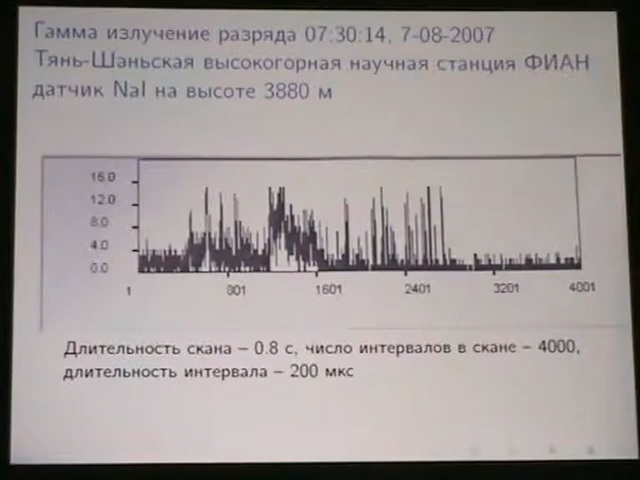 Гамма излучение разряда 07:30:14, 7-08-2007
Тянь-Шаньская высокогорная научная станция ФИАН
датчик NaI на высоте 3880 м
16.0
12.0
8.0
4.0
0.0
1 801 1601 2401 3201 4001
Длительность скана – 0.8 с, число интервалов в скане – 4000,
длительность интервала – 200 мкс